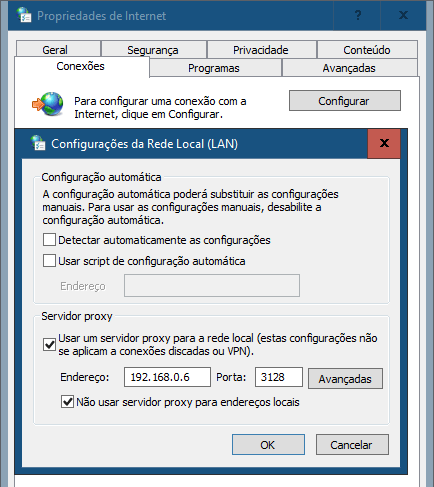 Propriedades de Internet
?
X
Geral
Segurança
Privacidade
Conteúdo
Conexões
Programas
Avançadas
Para configurar uma conexão com a
Internet, clique em Configurar.
Configurar
Configurações da Rede Local (LAN)
X
Configuração automática
A configuração automática poderá substituir as configurações
manuais. Para usar as configurações manuais, desabilite a
configuração automática.
Detectar automaticamente as configurações
Usar script de configuração automática
Endereço
Servidor proxy
Usar um servidor proxy para a rede local (estas configurações não
se aplicam a conexões discadas ou VPN).
Endereço: 192.168.0.6 Porta: 3128 Avançadas
Não usar servidor proxy para endereços locais
OK
Cancelar